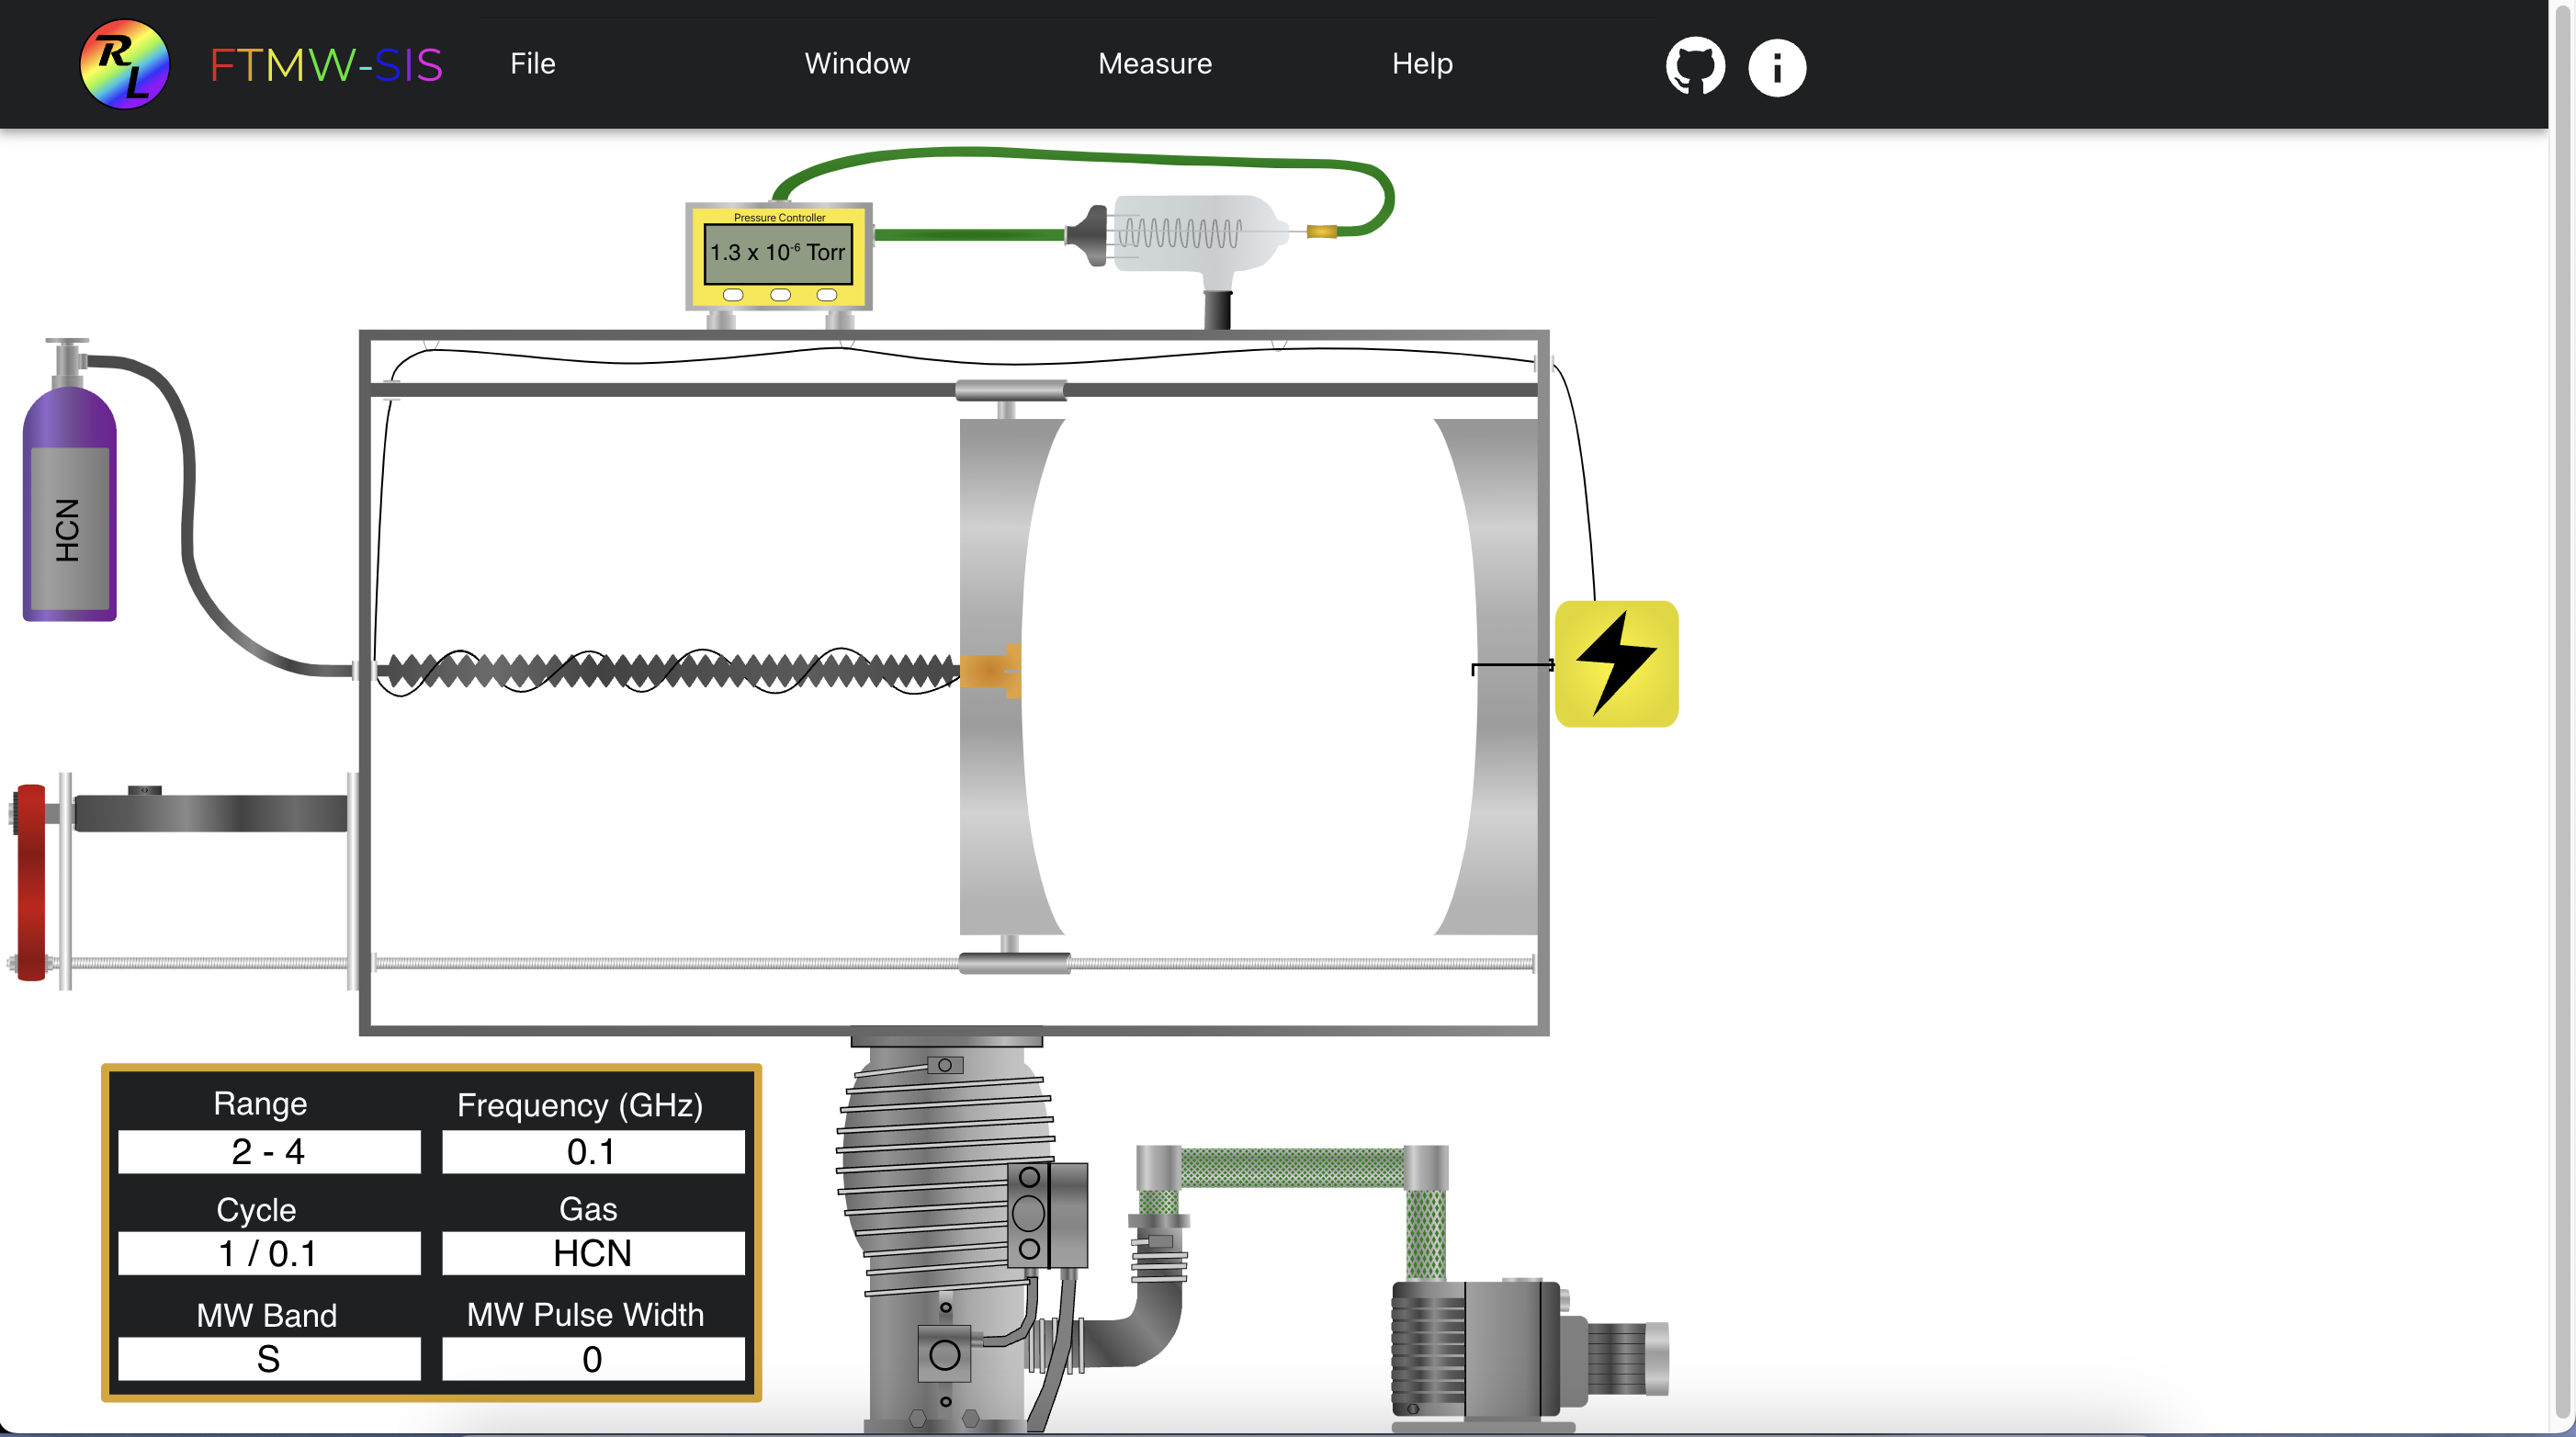 RL
FTMW-SIS
File
Window
Measure
Help
Pressure Controller
1.3 x 10⁻⁶ Torr
HCN
Range
Frequency (GHz)
2 - 4
0.1
Cycle
Gas
1 / 0.1
HCN
MW Band
MW Pulse Width
S
0